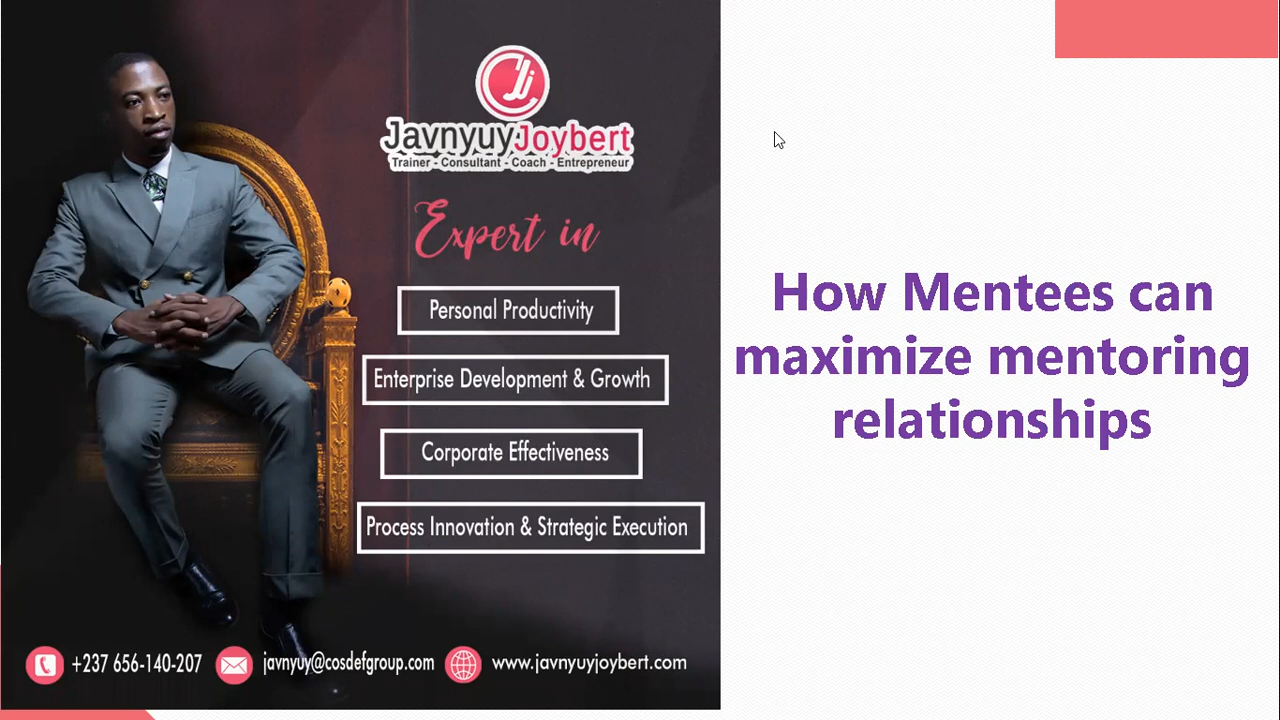 JavnyuyJoybert
Trainer - Consultant - Coach - Entrepreneur
Expert in
Personal Productivity
Enterprise Development & Growth
Corporate Effectiveness
Process Innovation & Strategic Execution
+237 656-140-207
javnyuy@cosdefgroup.com
www.javnyuyjoybert.com
How Mentees can
maximize mentoring
relationships